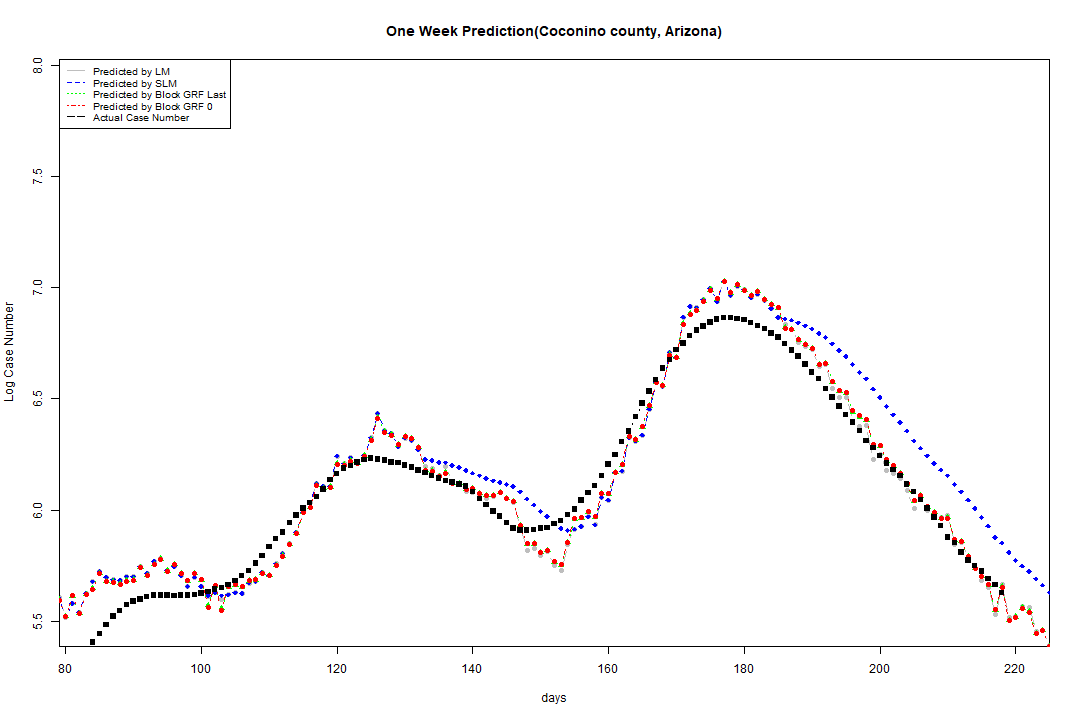 One Week Prediction(Coconino county, Arizona)
Predicted by LM
Predicted by SLM
Predicted by Block GRF Last
Predicted by Block GRF 0
Actual Case Number
8.0
7.5
7.0
6.5
6.0
5.5
Log Case Number
80 100 120 140 160 180 200 220
days